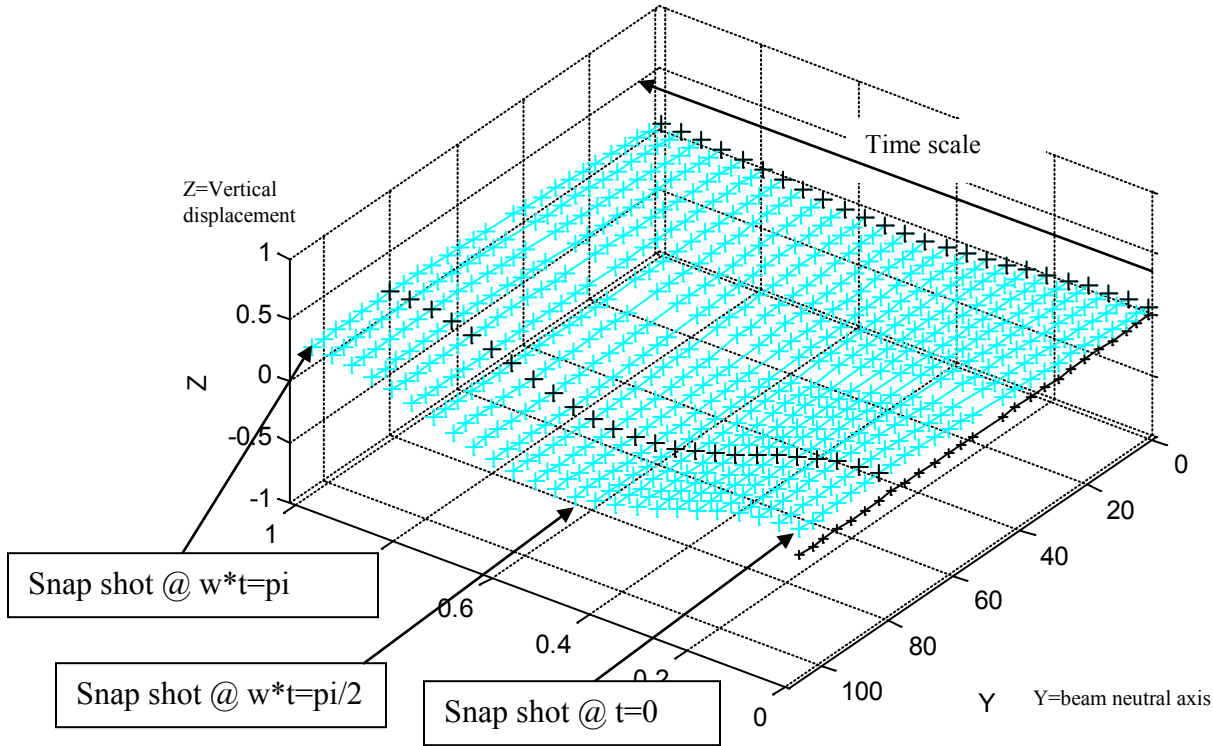 Time scale
Z=Vertical
displacement
1
0.5
0
-0.5
-1
Z
1
0.6
0.4
0.2
0
0
20
40
60
80
100
Y
Y=beam neutral axis
Snap shot @ w*t=pi
Snap shot @ w*t=pi/2
Snap shot @ t=0